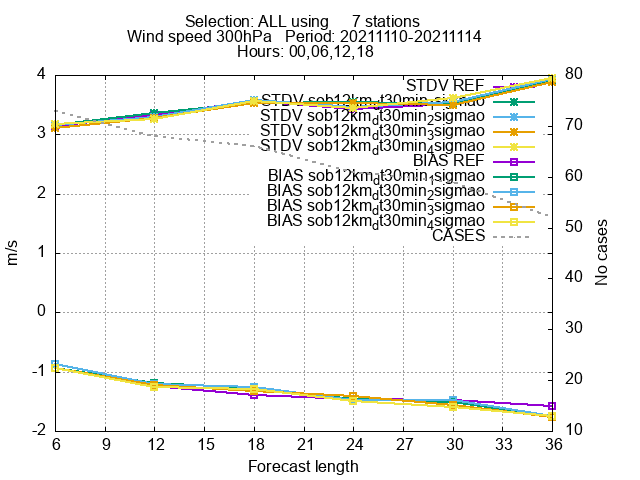 Selection: ALL using 7 stations
Wind speed 300hPa Period: 20211110-20211114
Hours: 00,06,12,18
4
3
2
1
0
-1
-2
m/s
80
70
60
50
40
30
20
10
No cases
STDV REF
STDV sob12km_dt30min_1sigmao
STDV sob12km_dt30min_2sigmao
STDV sob12km_dt30min_3sigmao
STDV sob12km_dt30min_4sigmao
BIAS REF
BIAS sob12km_dt30min_1sigmao
BIAS sob12km_dt30min_2sigmao
BIAS sob12km_dt30min_3sigmao
BIAS sob12km_dt30min_4sigmao
CASES
6 9 12 15 18 21 24 27 30 33 36
Forecast length